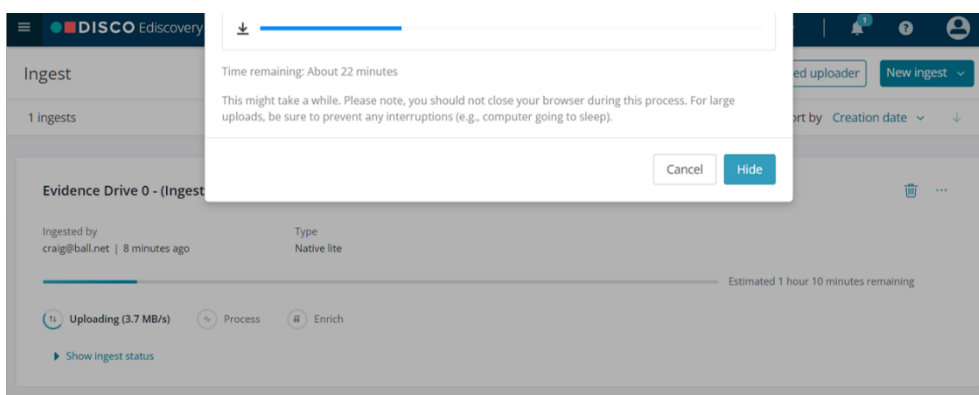 DISCO Ediscovery
1
Ingest
ed uploader
New ingest
1 ingests
ort by Creation date
Time remaining: About 22 minutes
This might take a while. Please note, you should not close your browser during this process. For large
uploads, be sure to prevent any interruptions (e.g., computer going to sleep).
Cancel
Hide
Evidence Drive 0 - (Ingest
Ingested by
craig@ball.net | 8 minutes ago
Type
Native lite
Estimated 1 hour 10 minutes remaining
Uploading (3.7 MB/s)
Process
Enrich
Show ingest status